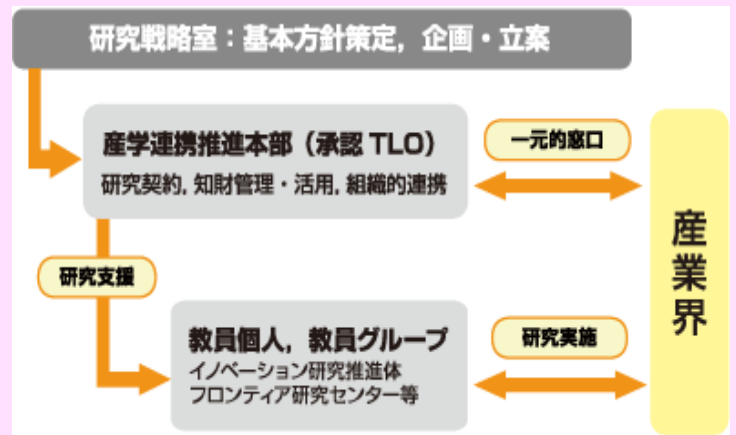 研究戦略室：基本方針策定，企画・立案
産学連携推進本部（承認 TLO）
研究契約, 知財管理・活用, 組織的連携
一元的窓口
研究支援
教員個人，教員グループ
イノベーション研究推進体
フロンティア研究センター等
研究実施
産業界